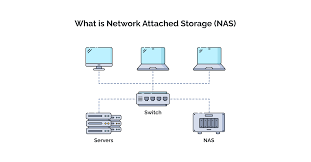 What is Network Attached Storage (NAS)
Switch
Servers
NAS